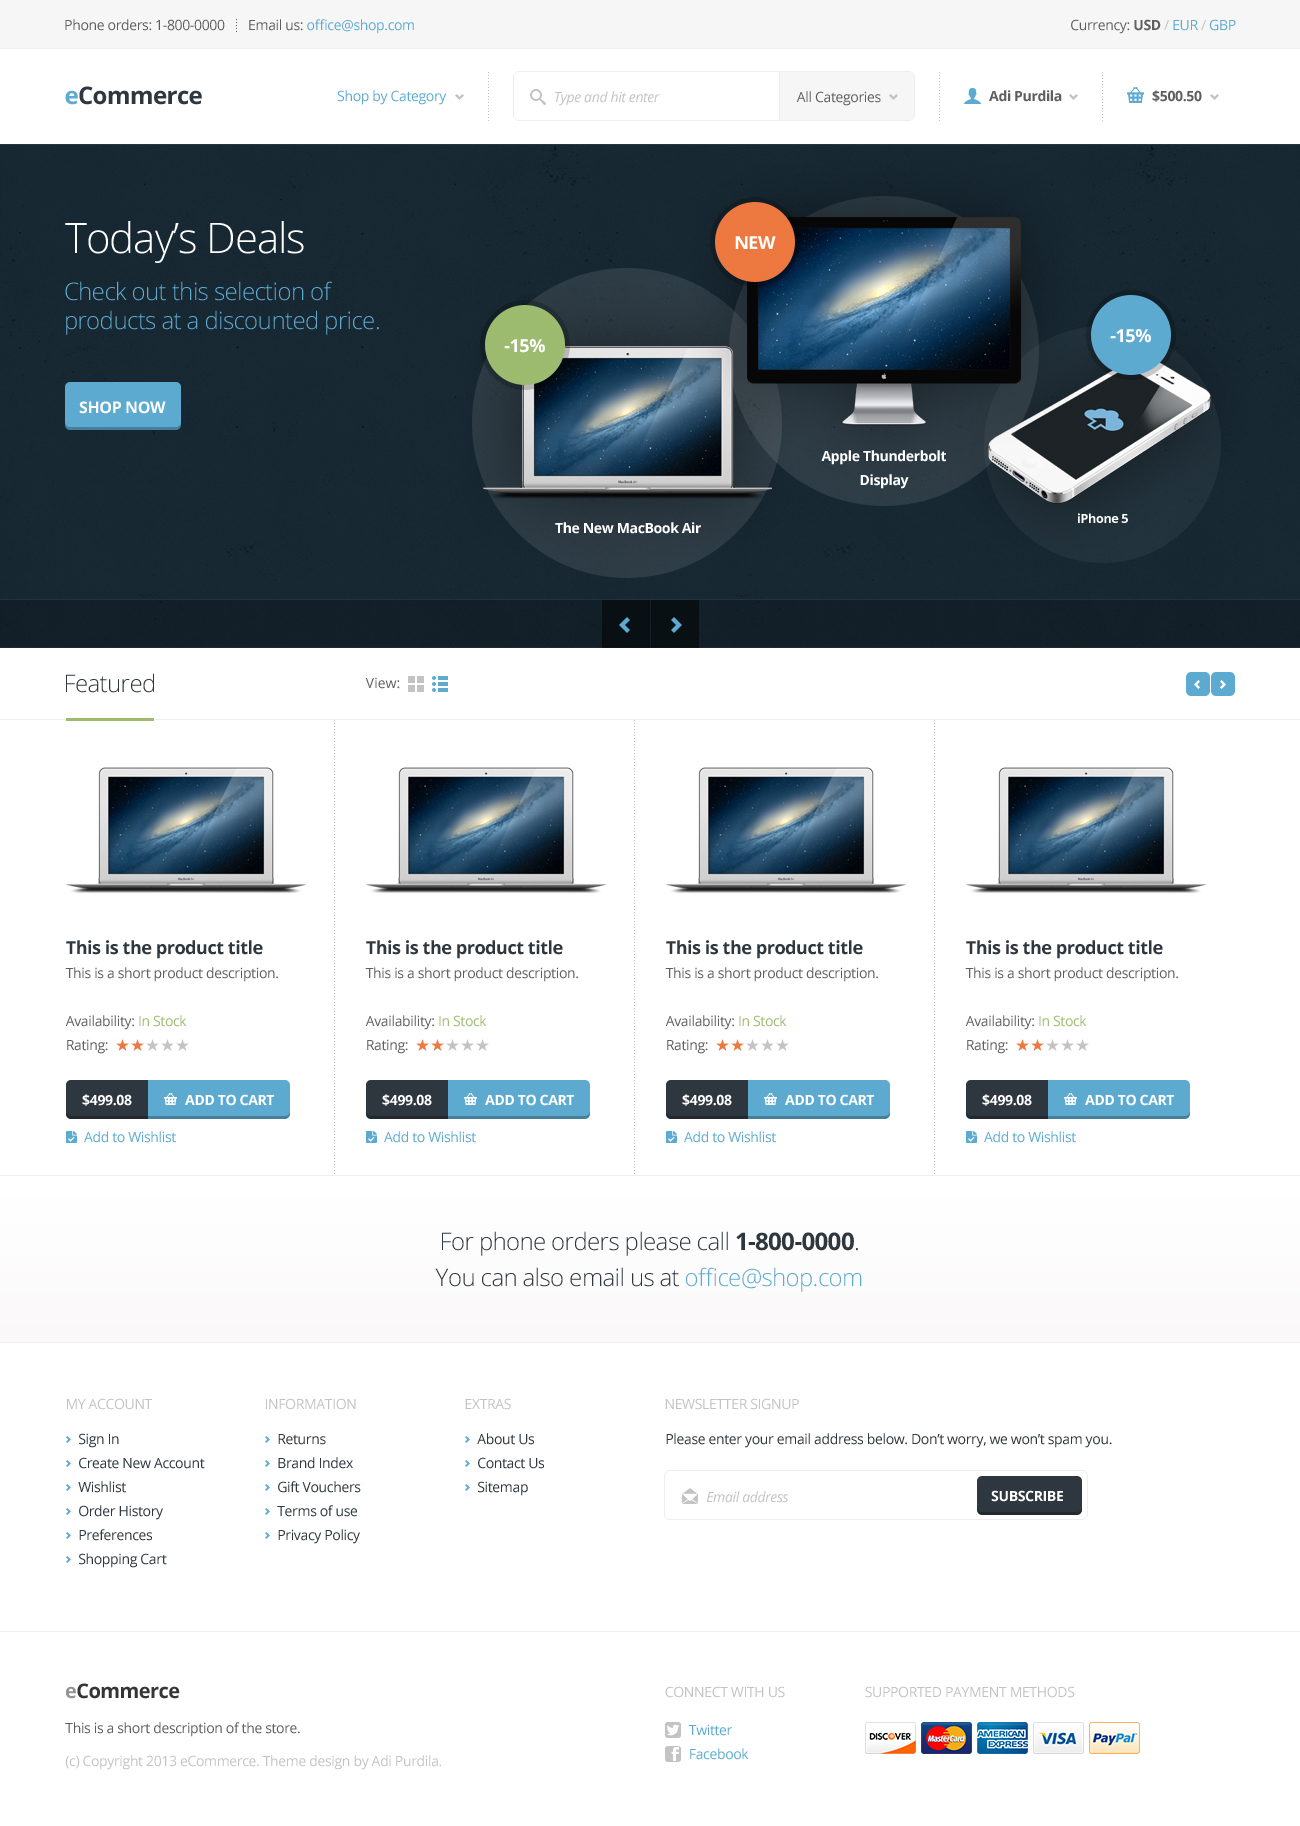 Phone orders: 1-800-0000
Email us: office@shop.com
Currency: USD / EUR / GBP
eCommerce
Shop by Category
Type and hit enter
All Categories
Adi Purdila
$500.50
Today’s Deals
Check out this selection of
products at a discounted price.
SHOP NOW
-15%
NEW
-15%
The New MacBook Air
Apple Thunderbolt
Display
iPhone 5
Featured
View:
This is the product title
This is a short product description.
Availability: In Stock
Rating:
$499.08
ADD TO CART
Add to Wishlist
This is the product title
This is a short product description.
Availability: In Stock
Rating:
$499.08
ADD TO CART
Add to Wishlist
This is the product title
This is a short product description.
Availability: In Stock
Rating:
$499.08
ADD TO CART
Add to Wishlist
This is the product title
This is a short product description.
Availability: In Stock
Rating:
$499.08
ADD TO CART
Add to Wishlist
For phone orders please call 1-800-0000.
You can also email us at office@shop.com
MY ACCOUNT
Sign In
Create New Account
Wishlist
Order History
Preferences
Shopping Cart
INFORMATION
Returns
Brand Index
Gift Vouchers
Terms of use
Privacy Policy
EXTRAS
About Us
Contact Us
Sitemap
NEWSLETTER SIGNUP
Please enter your email address below. Don’t worry, we won’t spam you.
Email address
SUBSCRIBE
eCommerce
This is a short description of the store.
(c) Copyright 2013 eCommerce. Theme design by Adi Purdila.
CONNECT WITH US
Twitter
Facebook
SUPPORTED PAYMENT METHODS
DISCOVER
MasterCard
AMERICAN
EXPRESS
VISA
PayPal